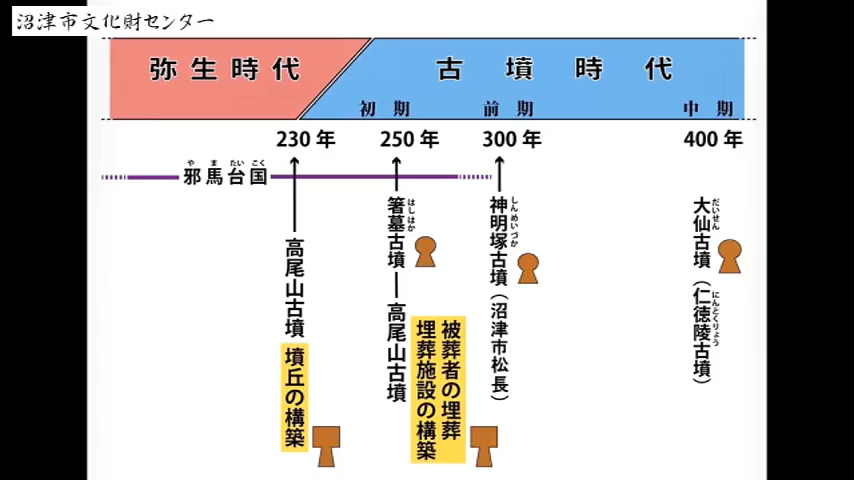 沼津市文化財センター
弥生時代
古墳時代
初期
前期
中期
230年
250年
300年
400年
やまたいこく
邪馬台国
高尾山古墳
墳丘の構築
はしはか
箸墓古墳
高尾山古墳
被葬者の埋葬
埋葬施設の構築
しんめいづか
神明塚古墳(沼津市松長)
だいせん
大仙古墳(仁徳陵古墳)
にんとくりょう